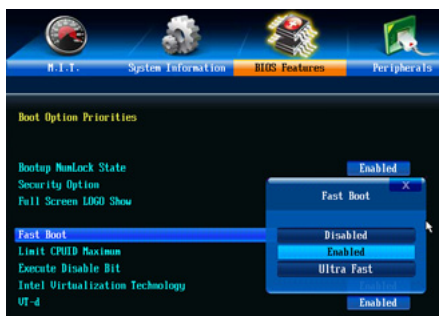 M.I.T. System Information BIOS Features Peripherals
Boot Option Priorities
Bootup NumLock State Enabled
Security Option
Full Screen LOGO Show
X
Fast Boot
Fast Boot Disabled
Limit CPUID Maximum Enabled
Execute Disable Bit Ultra Fast
Intel Virtualization Technology Enabled
VT-d Enabled